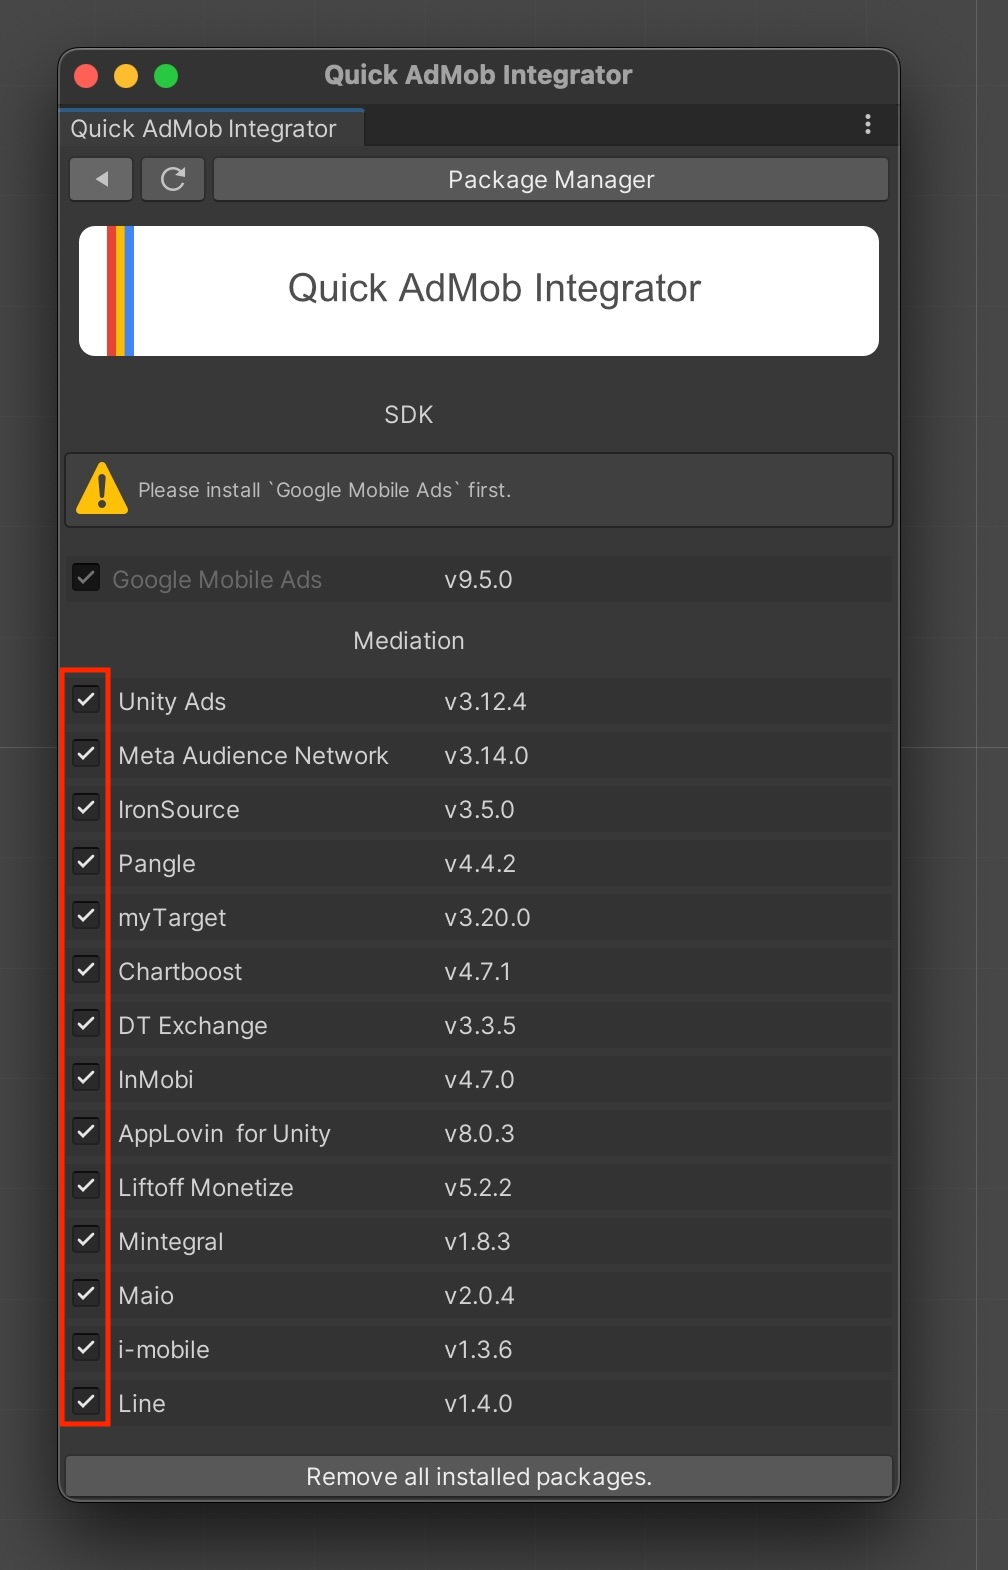 Quick AdMob Integrator
Quick AdMob Integrator
Package Manager
Quick AdMob Integrator
SDK
Please install `Google Mobile Ads` first.
Google Mobile Ads v9.5.0
Mediation
Unity Ads v3.12.4
Meta Audience Network v3.14.0
IronSource v3.5.0
Pangle v4.4.2
myTarget v3.20.0
Chartboost v4.7.1
DT Exchange v3.3.5
InMobi v4.7.0
AppLovin  for Unity v8.0.3
Liftoff Monetize v5.2.2
Mintegral v1.8.3
Maio v2.0.4
i-mobile v1.3.6
Line v1.4.0
Remove all installed packages.